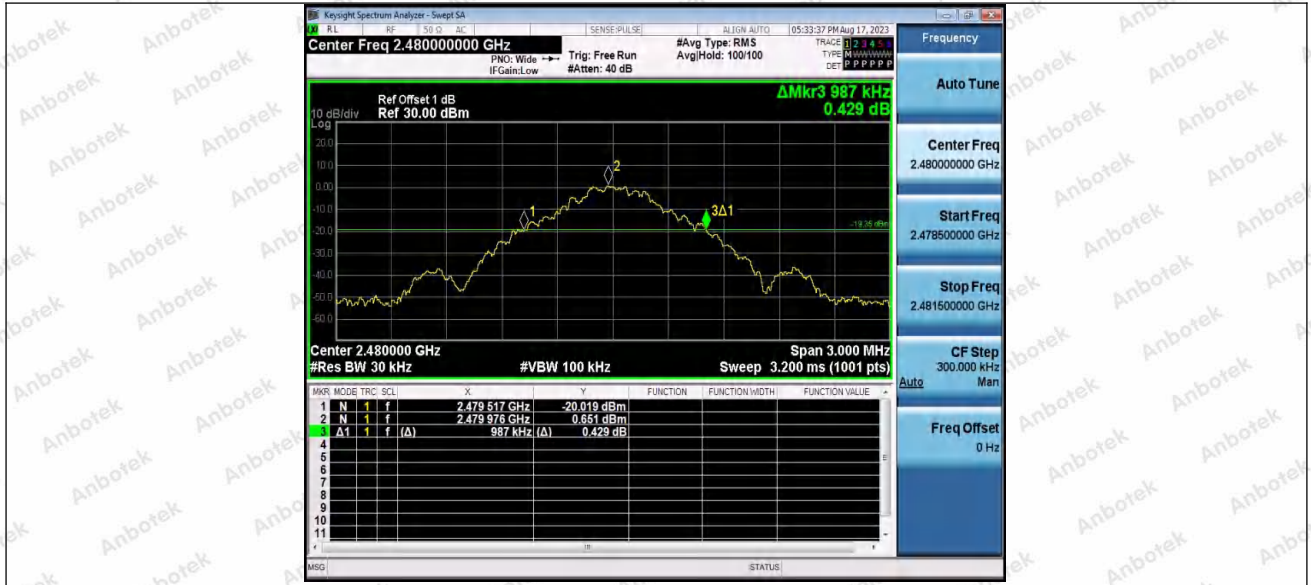 Keysight Spectrum Analyzer - Swept SA
RL RF 50 Ω AC SENSE:PULSE ALIGN AUTO 05:33:37 PM Aug 17, 2023
Center Freq 2.480000000 GHz
PNO: Wide
IFGain:Low
Trig: Free Run
#Atten: 40 dB
#Avg Type: RMS
Avg|Hold: 100/100
TRACE 1 2 3 4 5 6
TYPE M W W W W W
DET P P P P P P
ΔMkr3 987 kHz
0.429 dB
10 dB/div
Log
Ref Offset 1 dB
Ref 30.00 dBm
20.0
10.0
0.00
-10.0
-20.0
-30.0
-40.0
-50.0
-60.0
1
2
3Δ1
-19.35 dBm
Center 2.480000 GHz
Span 3.000 MHz
#Res BW 30 kHz
#VBW 100 kHz
Sweep 3.200 ms (1001 pts)
MKR MODE TRC SCL X Y FUNCTION FUNCTION WIDTH FUNCTION VALUE
1 N 1 f 2.479 517 GHz -20.019 dBm
2 N 1 f 2.479 976 GHz 0.651 dBm
3 Δ1 1 f (Δ) 987 kHz (Δ) 0.429 dB
4
5
6
7
8
9
10
11
MSG STATUS
Frequency
Auto Tune
Center Freq
2.480000000 GHz
Start Freq
2.478500000 GHz
Stop Freq
2.481500000 GHz
CF Step
300.000 kHz
Auto Man
Freq Offset
0 Hz
Anbotek